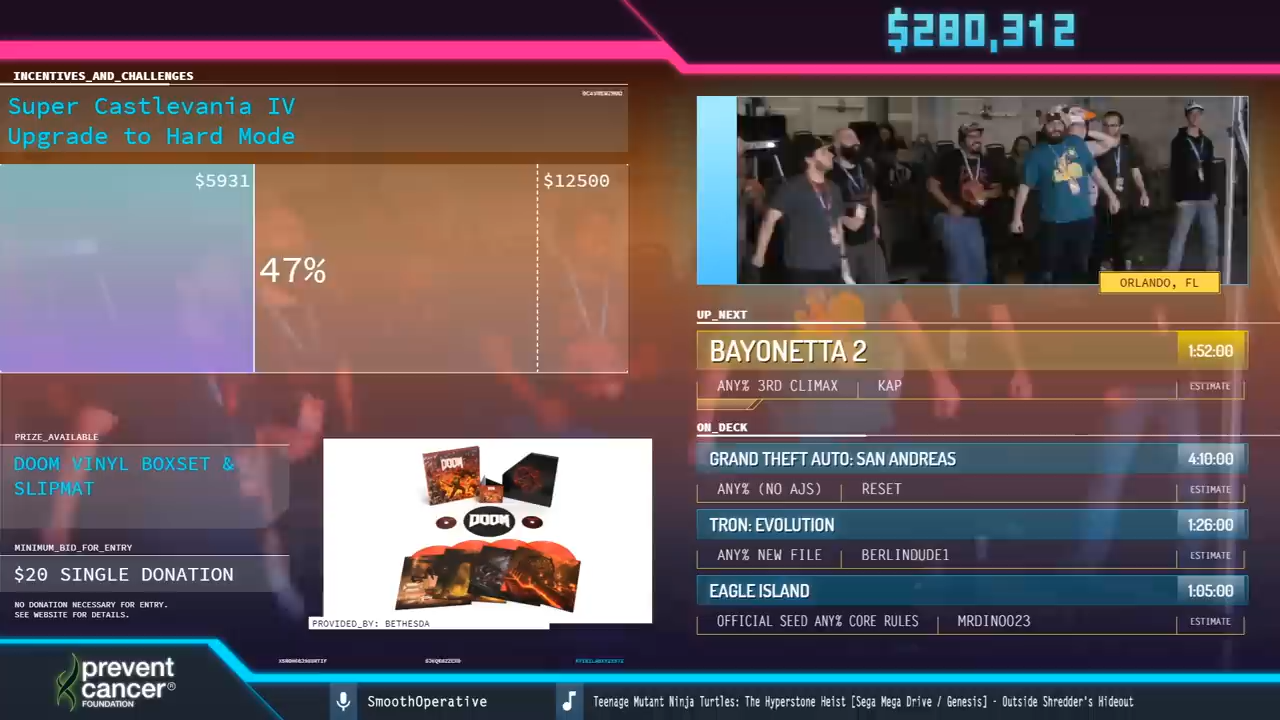 $280,312
INCENTIVES_AND_CHALLENGES
Super Castlevania IV
Upgrade to Hard Mode
$5931
$12500
47%
ORLANDO, FL
UP_NEXT
BAYONETTA 2
1:52:00
ANY% 3RD CLIMAX
KAP
ESTIMATE
ON_DECK
GRAND THEFT AUTO: SAN ANDREAS
4:10:00
ANY% (NO AJS)
RESET
ESTIMATE
TRON: EVOLUTION
1:26:00
ANY% NEW FILE
BERLINDUDE1
ESTIMATE
EAGLE ISLAND
1:05:00
OFFICIAL SEED ANY% CORE RULES
MRDINO023
ESTIMATE
PRIZE_AVAILABLE
DOOM VINYL BOXSET &
SLIPMAT
MINIMUM_BID_FOR_ENTRY
$20 SINGLE DONATION
NO DONATION NECESSARY FOR ENTRY.
SEE WEBSITE FOR DETAILS.
DOOM
DOOM
PROVIDED_BY: BETHESDA
prevent
cancer®
FOUNDATION
SmoothOperative
Teenage Mutant Ninja Turtles: The Hyperstone Heist [Sega Mega Drive / Genesis] - Outside Shredder's Hideout